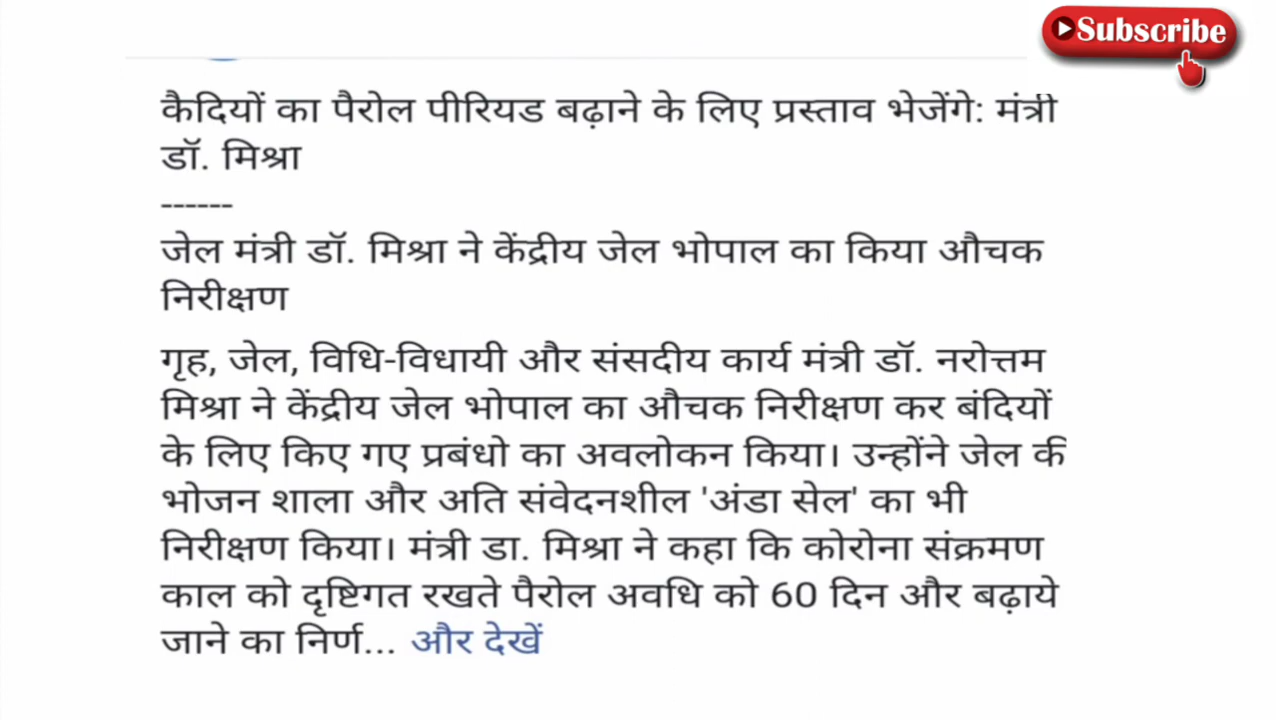 Subscribe
कैदियों का पैरोल पीरियड बढ़ाने के लिए प्रस्ताव भेजेंगे: मंत्री
डॉ. मिश्रा
------
जेल मंत्री डॉ. मिश्रा ने केंद्रीय जेल भोपाल का किया औचक
निरीक्षण
गृह, जेल, विधि-विधायी और संसदीय कार्य मंत्री डॉ. नरोत्तम
मिश्रा ने केंद्रीय जेल भोपाल का औचक निरीक्षण कर बंदियों
के लिए किए गए प्रबंधो का अवलोकन किया। उन्होंने जेल की
भोजन शाला और अति संवेदनशील 'अंडा सेल' का भी
निरीक्षण किया। मंत्री डा. मिश्रा ने कहा कि कोरोना संक्रमण
काल को दृष्टिगत रखते पैरोल अवधि को 60 दिन और बढ़ाये
जाने का निर्ण... और देखें